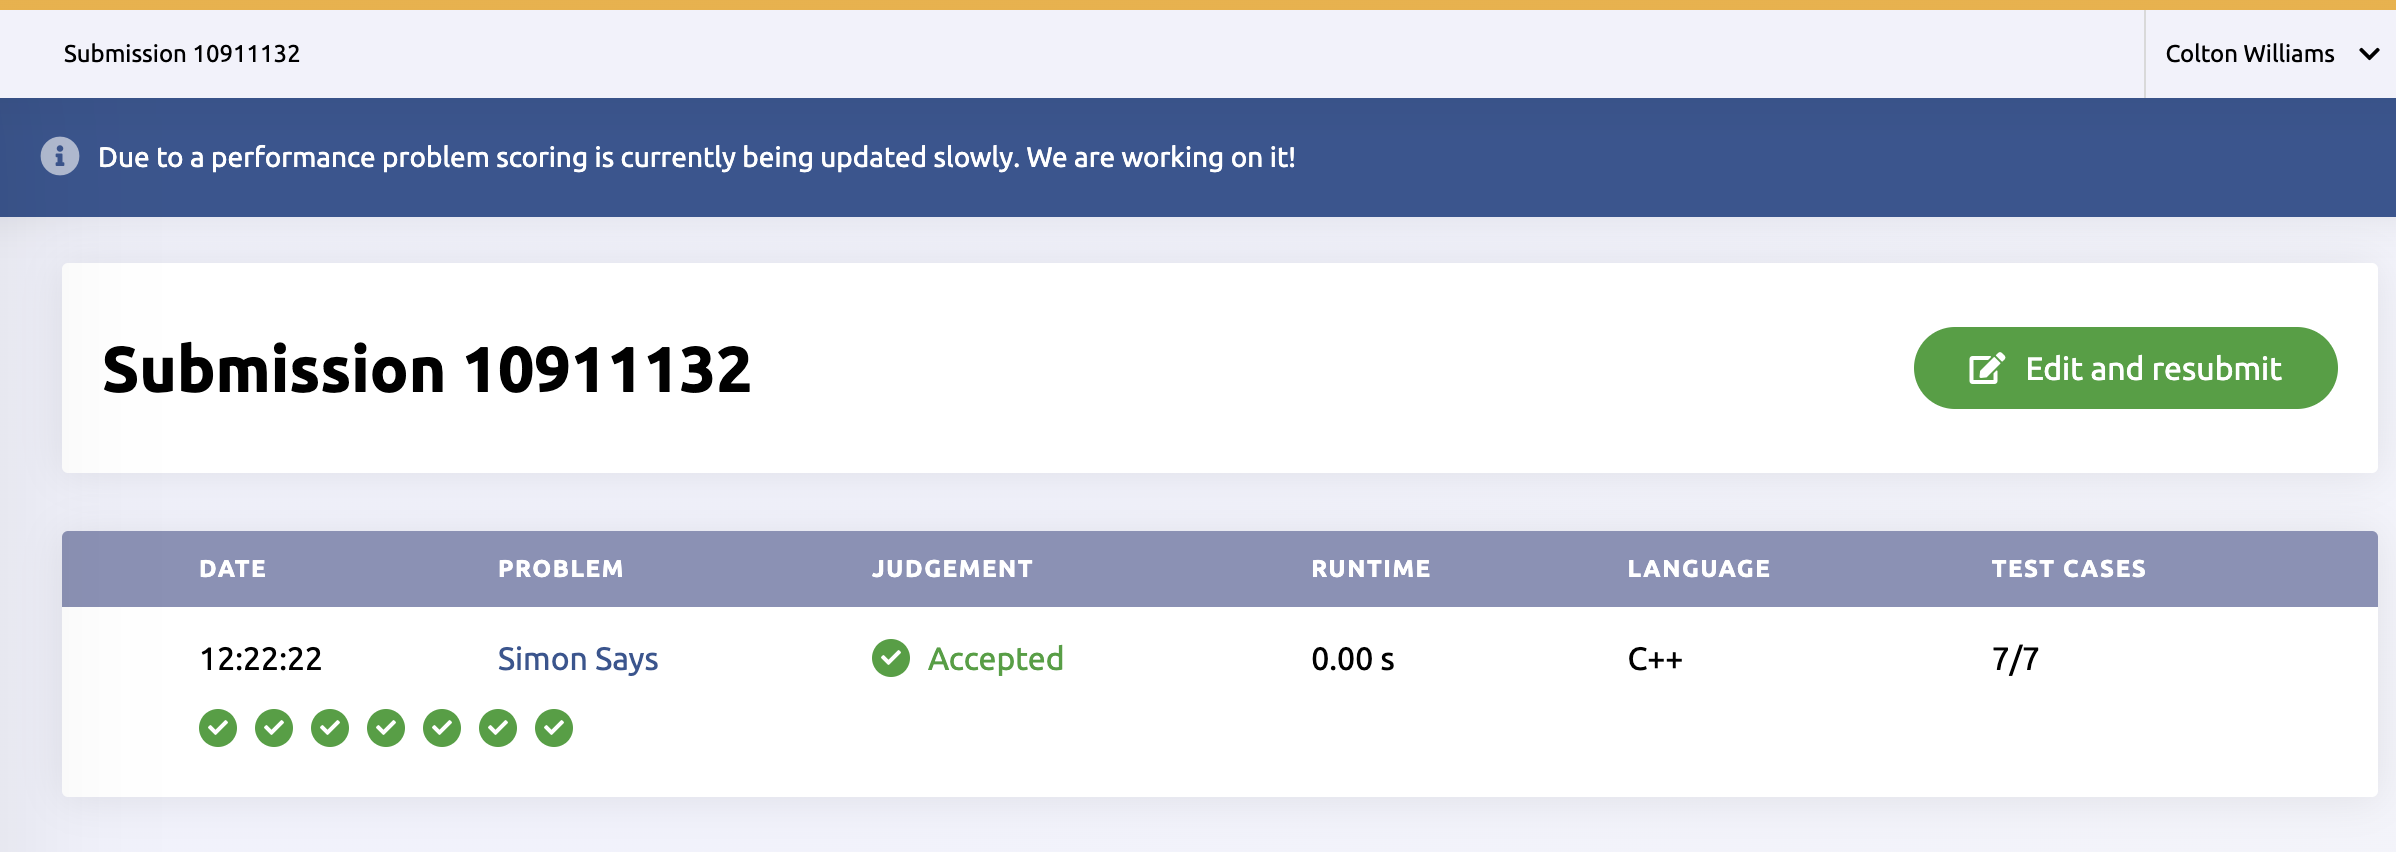 Submission 10911132
Colton Williams
Due to a performance problem scoring is currently being updated slowly. We are working on it!
Submission 10911132
Edit and resubmit
DATE PROBLEM JUDGEMENT RUNTIME LANGUAGE TEST CASES
12:22:22 Simon Says Accepted 0.00 s C++ 7/7